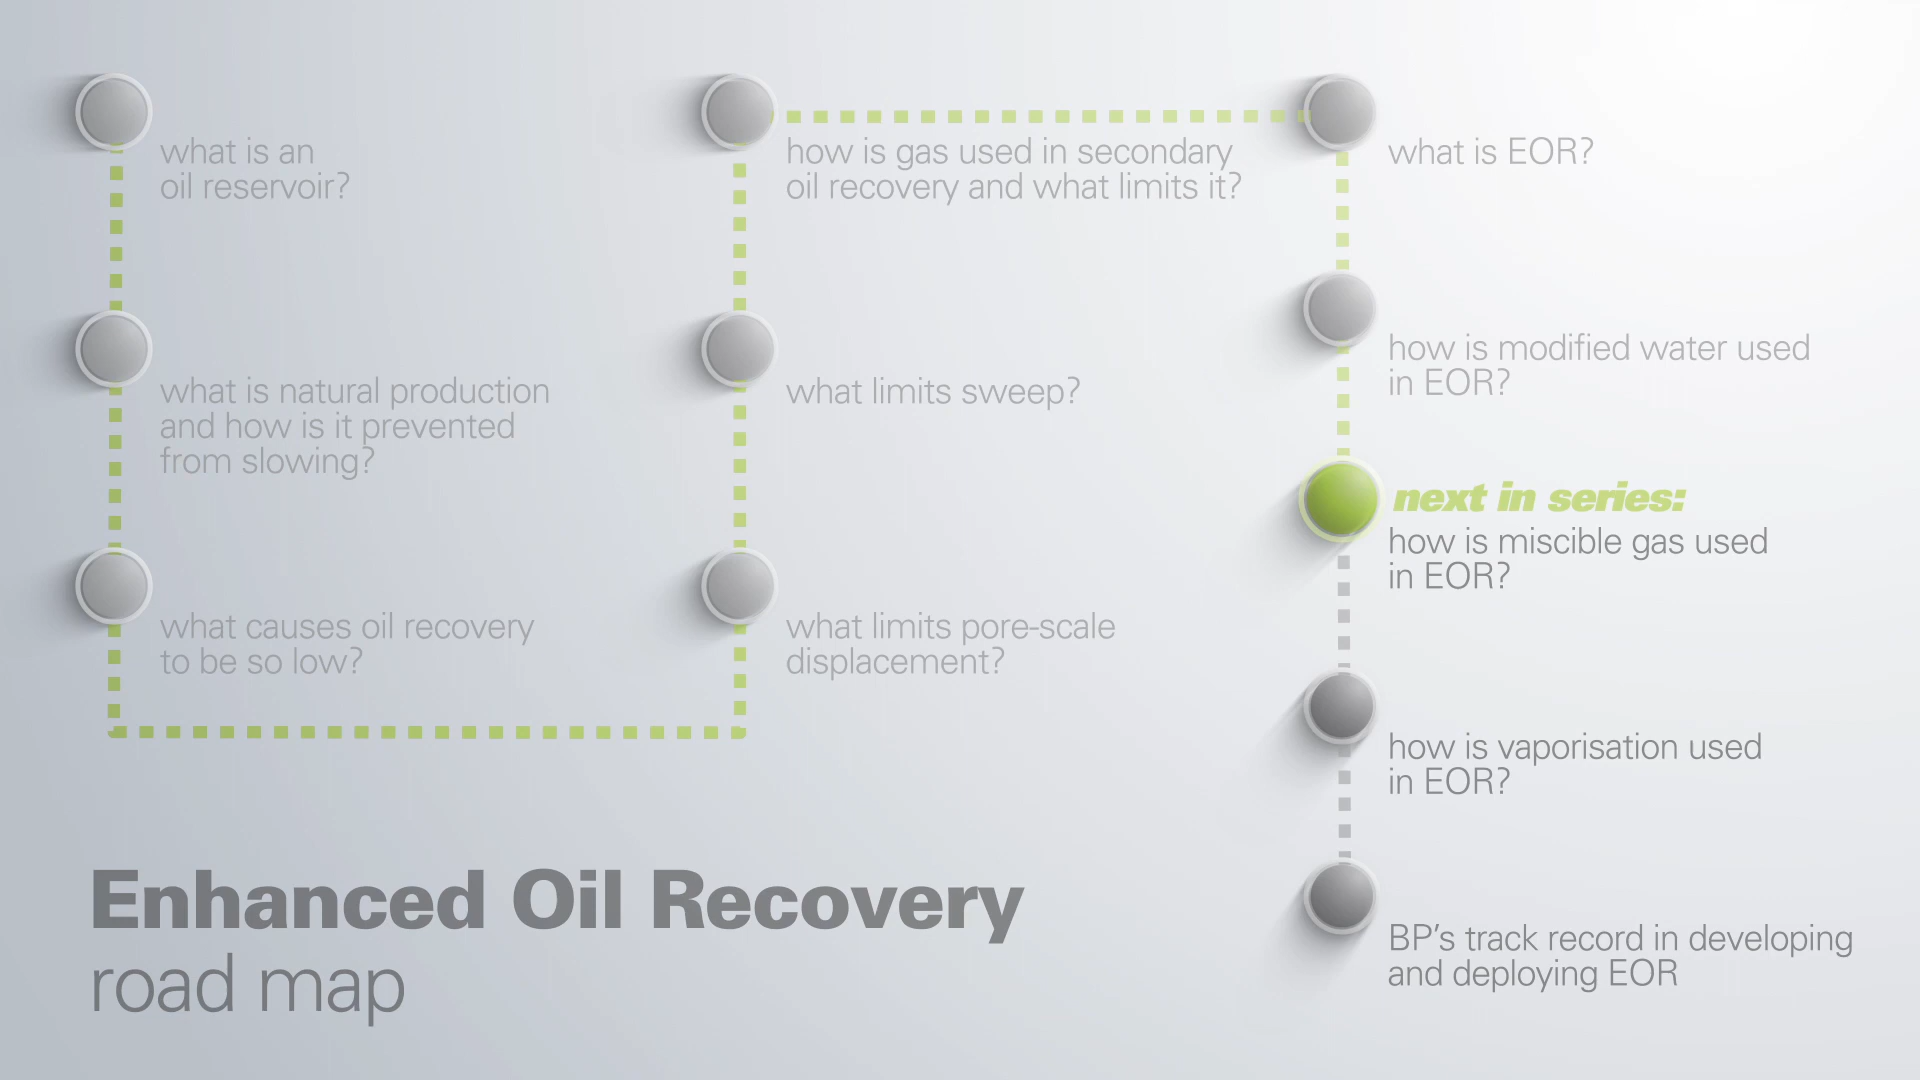 what is an
oil reservoir?
what is natural production
and how is it prevented
from slowing?
what causes oil recovery
to be so low?
how is gas used in secondary
oil recovery and what limits it?
what limits sweep?
what limits pore-scale
displacement?
what is EOR?
how is modified water used
in EOR?
next in series:
how is miscible gas used
in EOR?
how is vaporisation used
in EOR?
BP's track record in developing
and deploying EOR
Enhanced Oil Recovery
road map